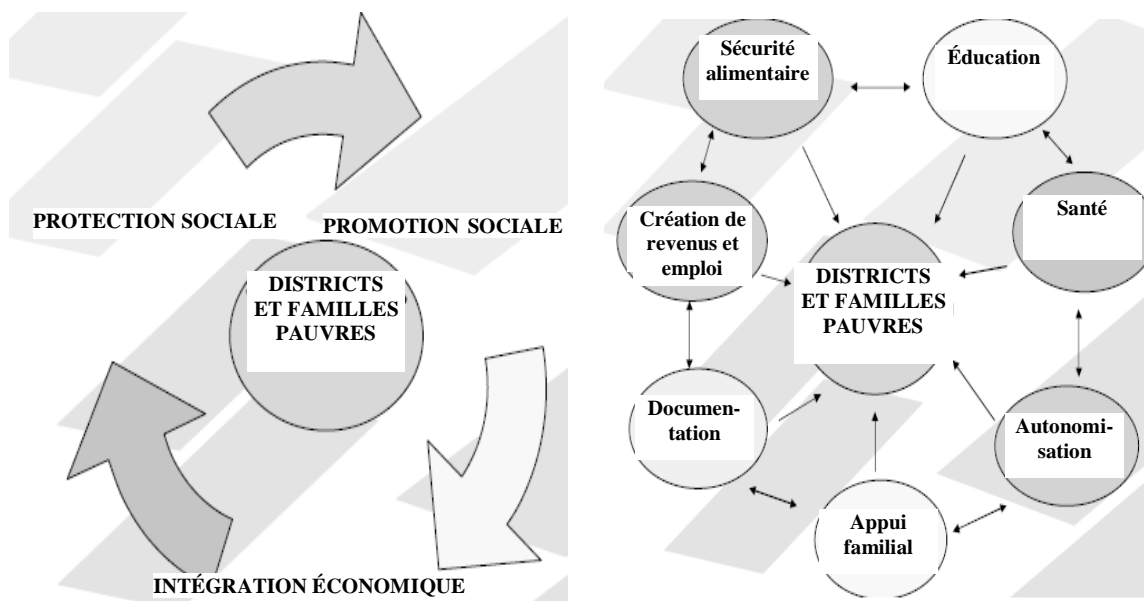 PROTECTION SOCIALE
PROMOTION SOCIALE
DISTRICTS
ET FAMILLES
PAUVRES
INTÉGRATION ÉCONOMIQUE
Sécurité
alimentaire
Éducation
Création de
revenus et
emploi
Santé
DISTRICTS
ET FAMILLES
PAUVRES
Documen-
tation
Autonomi-
sation
Appui
familial